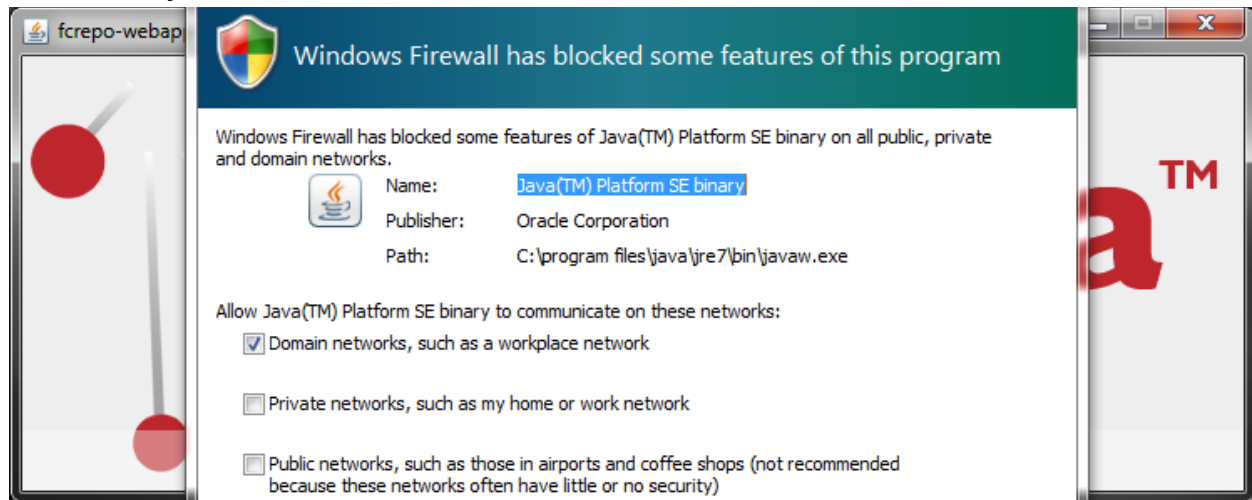 fcrepo-webap
Windows Firewall has blocked some features of this program
Windows Firewall has blocked some features of Java(TM) Platform SE binary on all public, private
and domain networks.
Name: Java(TM) Platform SE binary
Publisher: Oracle Corporation
Path: C:\program files\java\jre7\bin\javaw.exe
Allow Java(TM) Platform SE binary to communicate on these networks:
Domain networks, such as a workplace network
Private networks, such as my home or work network
Public networks, such as those in airports and coffee shops (not recommended
because these networks often have little or no security)
a™